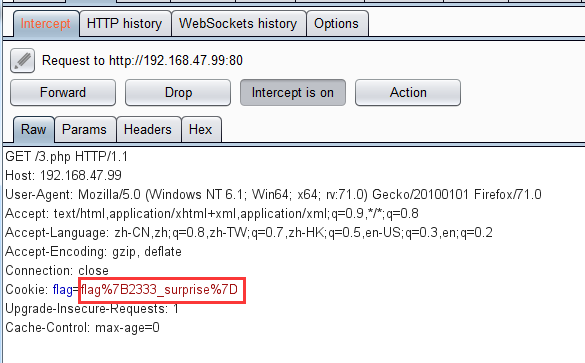 Intercept HTTP history WebSockets history Options
Request to http://192.168.47.99:80
Forward Drop Intercept is on Action
Raw Params Headers Hex
GET /3.php HTTP/1.1
Host: 192.168.47.99
User-Agent: Mozilla/5.0 (Windows NT 6.1; Win64; x64; rv:71.0) Gecko/20100101 Firefox/71.0
Accept: text/html,application/xhtml+xml,application/xml;q=0.9,*/*;q=0.8
Accept-Language: zh-CN,zh;q=0.8,zh-TW;q=0.7,zh-HK;q=0.5,en-US;q=0.3,en;q=0.2
Accept-Encoding: gzip, deflate
Connection: close
Cookie: flag=flag%7B2333_surprise%7D
Upgrade-Insecure-Requests: 1
Cache-Control: max-age=0